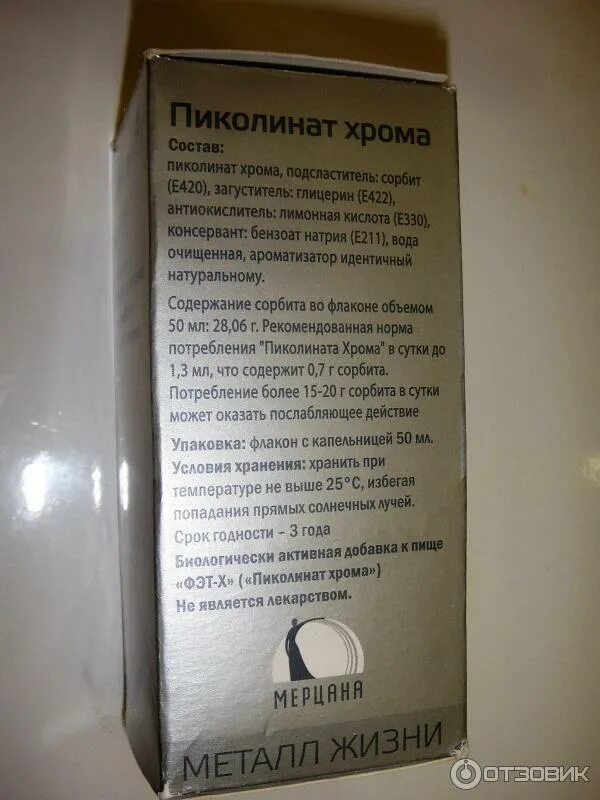 Пиколинат хрома
Состав:
пиколинат хрома, подсластитель: сорбит
(Е420), загуститель: глицерин (Е422),
антиокислитель: лимонная кислота (Е330),
консервант: бензоат натрия (Е211), вода
очищенная, ароматизатор идентичный
натуральному.
Содержание сорбита во флаконе объемом
50 мл: 28,06 г. Рекомендованная норма
потребления "Пиколината Хрома" в сутки до
1,3 мл, что содержит 0,7 г сорбита.
Потребление более 15-20 г сорбита в сутки
может оказать послабляющее действие
Упаковка: флакон с капельницей 50 мл.
Условия хранения: хранить при
температуре не выше 25°С, избегая
попадания прямых солнечных лучей.
Срок годности – 3 года
Биологически активная добавка к пище
«ФЭТ-Х» («Пиколинат хрома»)
Не является лекарством.
МЕРЦАНА
МЕТАЛЛ ЖИЗНИ
ОТЗОВИК